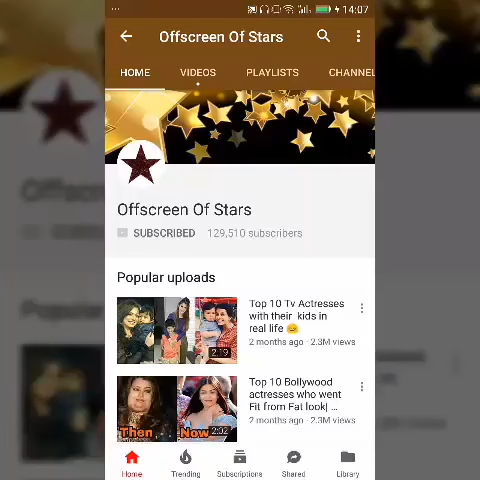 14:07
Offscreen Of Stars
HOME VIDEOS PLAYLISTS CHANNEL
Offscreen Of Stars
SUBSCRIBED 129,510 subscribers
Popular uploads
Top 10 Tv Actresses
with their kids in
real life 😊
2 months ago · 2.3M views
2:19
Top 10 Bollywood
actresses who went
Fit from Fat look| ...
2 months ago · 2.3M views
Then Now 2:02
Home Trending Subscriptions Shared Library